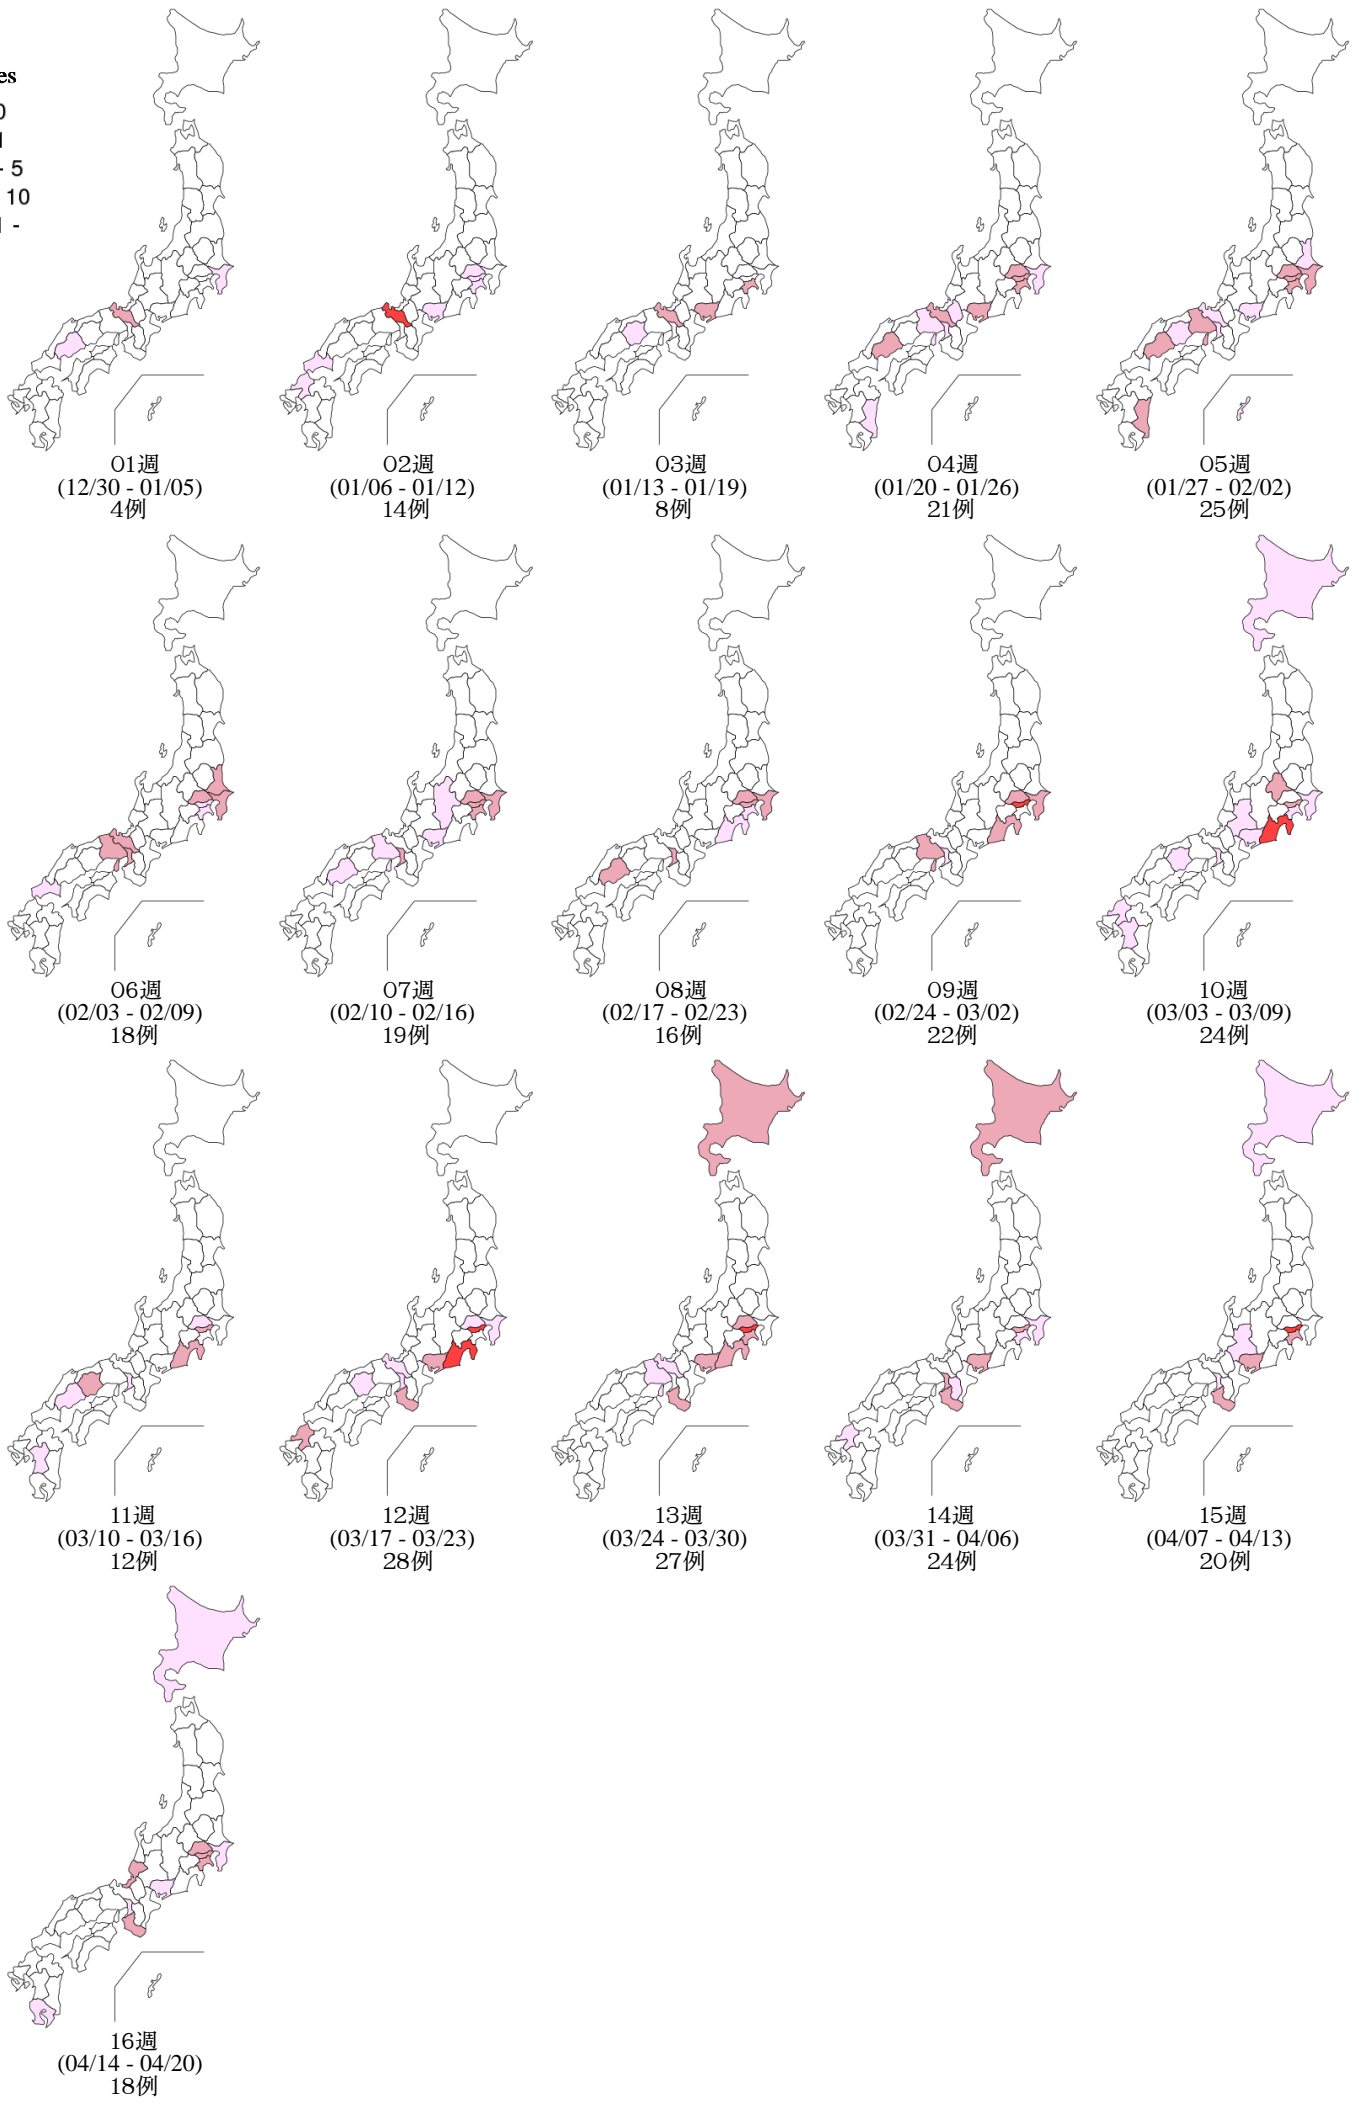 es
0
1
- 5
10
1 -
01週
(12/30 - 01/05)
4例
02週
(01/06 - 01/12)
14例
03週
(01/13 - 01/19)
8例
04週
(01/20 - 01/26)
21例
05週
(01/27 - 02/02)
25例
06週
(02/03 - 02/09)
18例
07週
(02/10 - 02/16)
19例
08週
(02/17 - 02/23)
16例
09週
(02/24 - 03/02)
22例
10週
(03/03 - 03/09)
24例
11週
(03/10 - 03/16)
12例
12週
(03/17 - 03/23)
28例
13週
(03/24 - 03/30)
27例
14週
(03/31 - 04/06)
24例
15週
(04/07 - 04/13)
20例
16週
(04/14 - 04/20)
18例